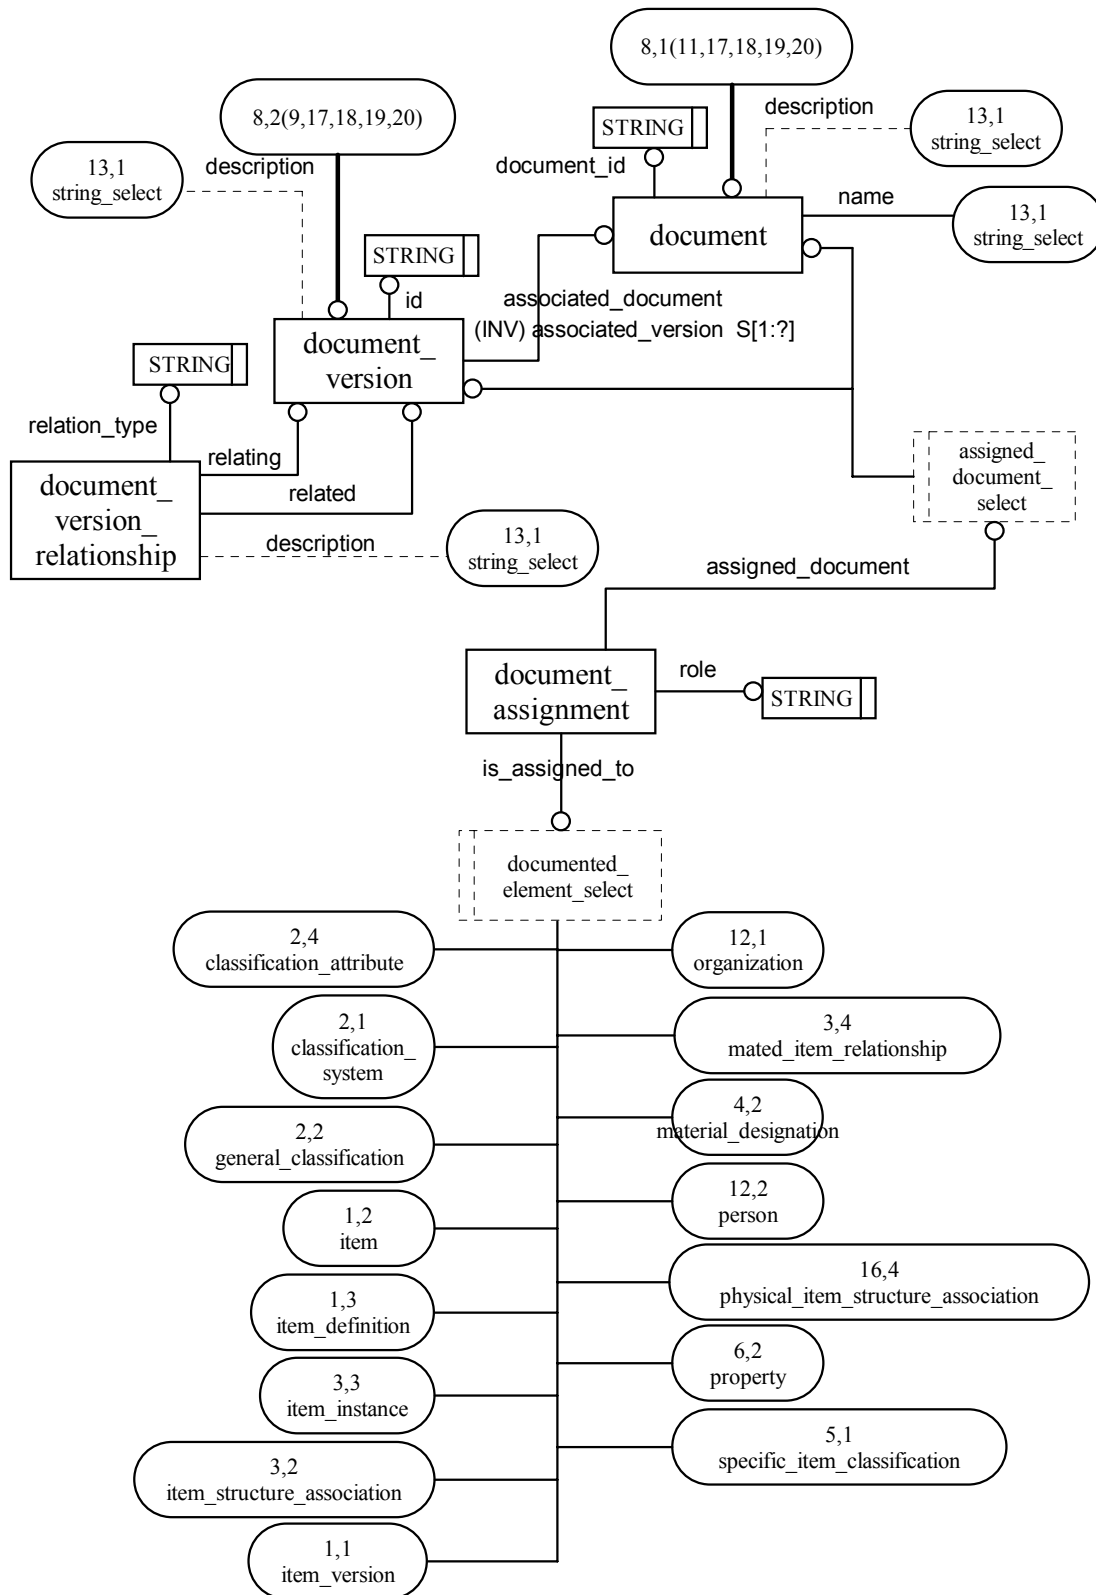 8,1(11,17,18,19,20)
8,2(9,17,18,19,20)
description
STRING
13,1
string_select
description
document_id
13,1
string_select
name
document
13,1
string_select
STRING
id
associated_document
(INV) associated_version S[1:?]
document_
version
STRING
relation_type
relating
related
document_
version_
relationship
description
13,1
string_select
assigned_
document_
select
assigned_document
document_
assignment
role
STRING
is_assigned_to
documented_
element_select
2,4
classification_attribute
12,1
organization
2,1
classification_
system
3,4
mated_item_relationship
2,2
general_classification
4,2
material_designation
1,2
item
12,2
person
1,3
item_definition
16,4
physical_item_structure_association
3,3
item_instance
6,2
property
3,2
item_structure_association
5,1
specific_item_classification
1,1
item_version